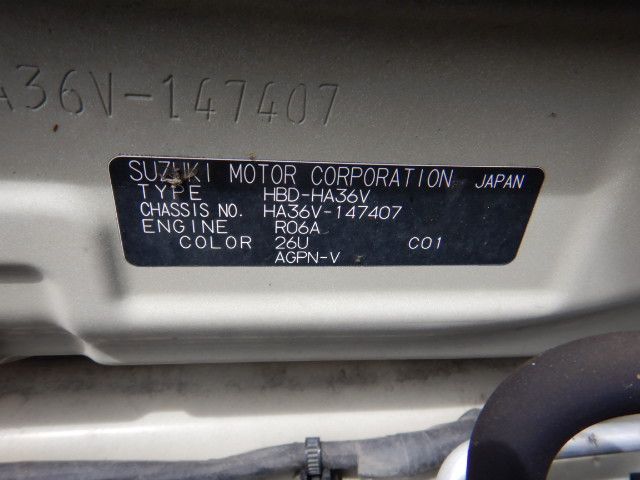 A36V-147407
SUZUKI MOTOR CORPORATION JAPAN
TYPE HBD-HA36V
CHASSIS NO. HA36V-147407
ENGINE R06A
COLOR 26U C01
AGPN-V